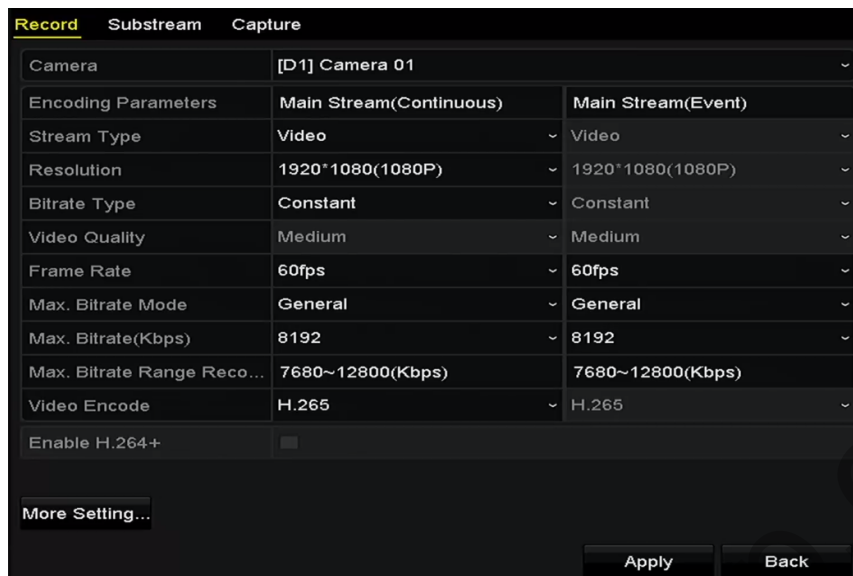 Record Substream Capture
Camera [D1] Camera 01
Encoding Parameters Main Stream(Continuous) Main Stream(Event)
Stream Type Video Video
Resolution 1920*1080(1080P) 1920*1080(1080P)
Bitrate Type Constant Constant
Video Quality Medium Medium
Frame Rate 60fps 60fps
Max. Bitrate Mode General General
Max. Bitrate(Kbps) 8192 8192
Max. Bitrate Range Reco... 7680~12800(Kbps) 7680~12800(Kbps)
Video Encode H.265 H.265
Enable H.264+
More Setting...
Apply Back